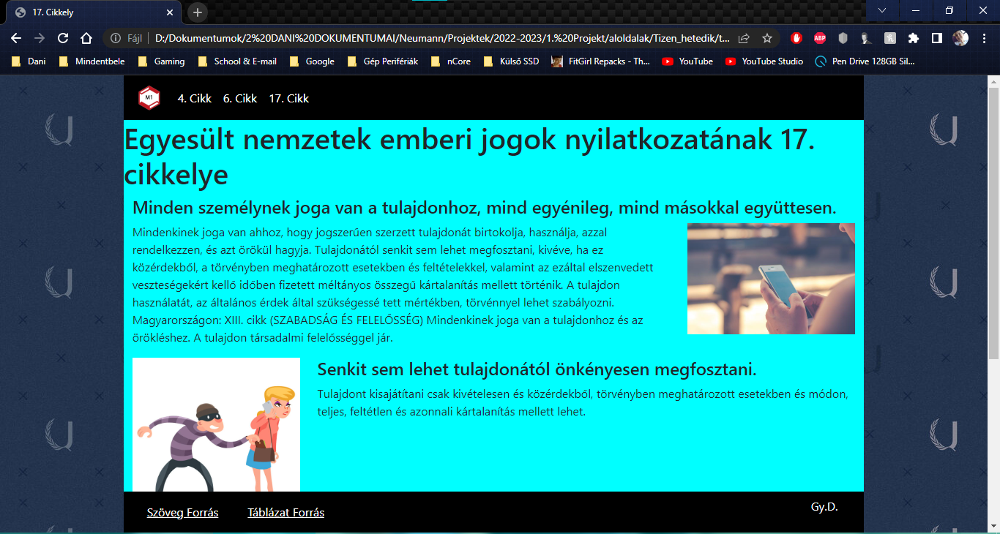 17. Cikkely
Fájl
D:/Dokumentumok/2%20DANI%20DOKUMENTUMAI/Neumann/Projektek/2022-2023/1.%20Projekt/aloldalak/Tizen_hetedik/t...
ABP
Dani
Mindentbele
Gaming
School & E-mail
Google
Gép Perifériák
nCore
Külső SSD
FitGirl Repacks - Th...
YouTube
YouTube Studio
Pen Drive 128GB Sil...
M1
4. Cikk
6. Cikk
17. Cikk
Egyesült nemzetek emberi jogok nyilatkozatának 17.
cikkelye
Minden személynek joga van a tulajdonhoz, mind egyénileg, mind másokkal együttesen.
Mindenkinek joga van ahhoz, hogy jogszerűen szerzett tulajdonát birtokolja, használja, azzal
rendelkezzen, és azt örökül hagyja. Tulajdonától senkit sem lehet megfosztani, kivéve, ha ez
közérdekből, a törvényben meghatározott esetekben és feltételekkel, valamint az ezáltal elszenvedett
veszteségekért kellő időben fizetett méltányos összegű kártalanítás mellett történik. A tulajdon
használatát, az általános érdek által szükségessé tett mértékben, törvénnyel lehet szabályozni.
Magyarországon: XIII. cikk (SZABADSÁG ÉS FELELŐSSÉG) Mindenkinek joga van a tulajdonhoz és az
örökléshez. A tulajdon társadalmi felelősséggel jár.
Senkit sem lehet tulajdonától önkényesen megfosztani.
Tulajdont kisajátítani csak kivételesen és közérdekből, törvényben meghatározott esetekben és módon,
teljes, feltétlen és azonnali kártalanítás mellett lehet.
Szöveg Forrás
Táblázat Forrás
Gy.D.